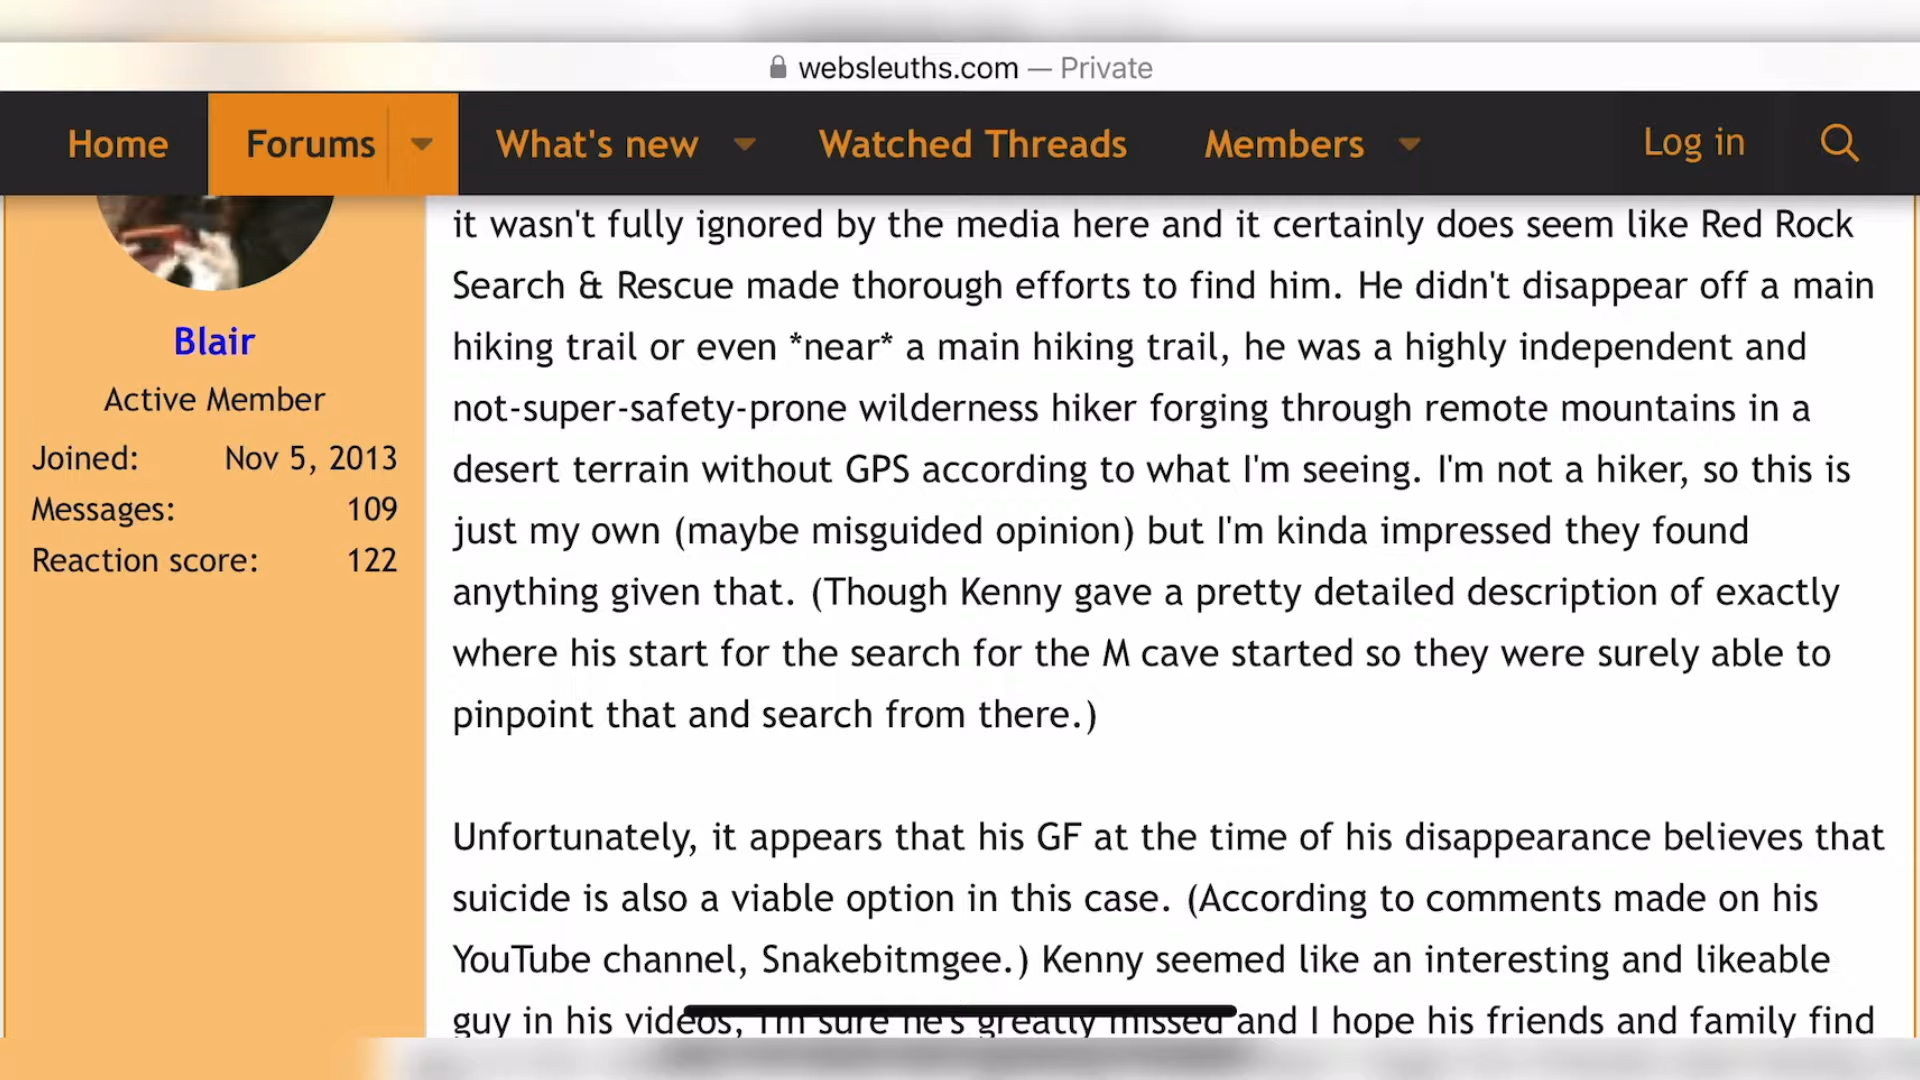 websleuths.com — Private
Home Forums What's new Watched Threads Members Log in
Blair
Active Member
Joined: Nov 5, 2013
Messages: 109
Reaction score: 122
it wasn't fully ignored by the media here and it certainly does seem like Red Rock
Search & Rescue made thorough efforts to find him. He didn't disappear off a main
hiking trail or even *near* a main hiking trail, he was a highly independent and
not-super-safety-prone wilderness hiker forging through remote mountains in a
desert terrain without GPS according to what I'm seeing. I'm not a hiker, so this is
just my own (maybe misguided opinion) but I'm kinda impressed they found
anything given that. (Though Kenny gave a pretty detailed description of exactly
where his start for the search for the M cave started so they were surely able to
pinpoint that and search from there.)
Unfortunately, it appears that his GF at the time of his disappearance believes that
suicide is also a viable option in this case. (According to comments made on his
YouTube channel, Snakebitmgee.) Kenny seemed like an interesting and likeable
guy in his videos, I'm sure he's greatly missed and I hope his friends and family find